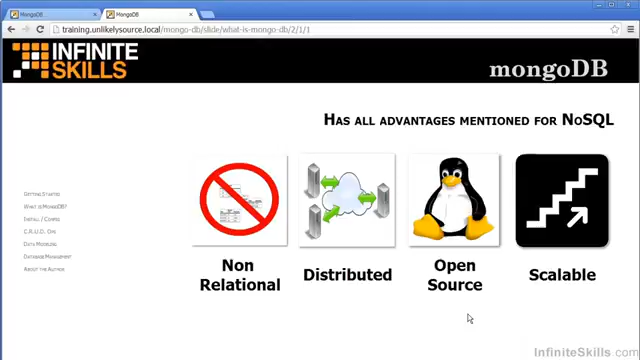 MongoDB
MongoDB
training.unlikelysource.local/mongo-db/slide/what-is-mongo-db/2/1/1
INFINITE
SKILLS
mongoDB
HAS ALL ADVANTAGES MENTIONED FOR NOSQL
GETTING STARTED
WHAT IS MONGODB?
INSTALL / CONFIG
C.R.U.D. OPS
DATA MODELING
DATABASE MANAGEMENT
ABOUT THE AUTHOR
Non
Relational
Distributed
Open
Source
Scalable
InfiniteSkills.com